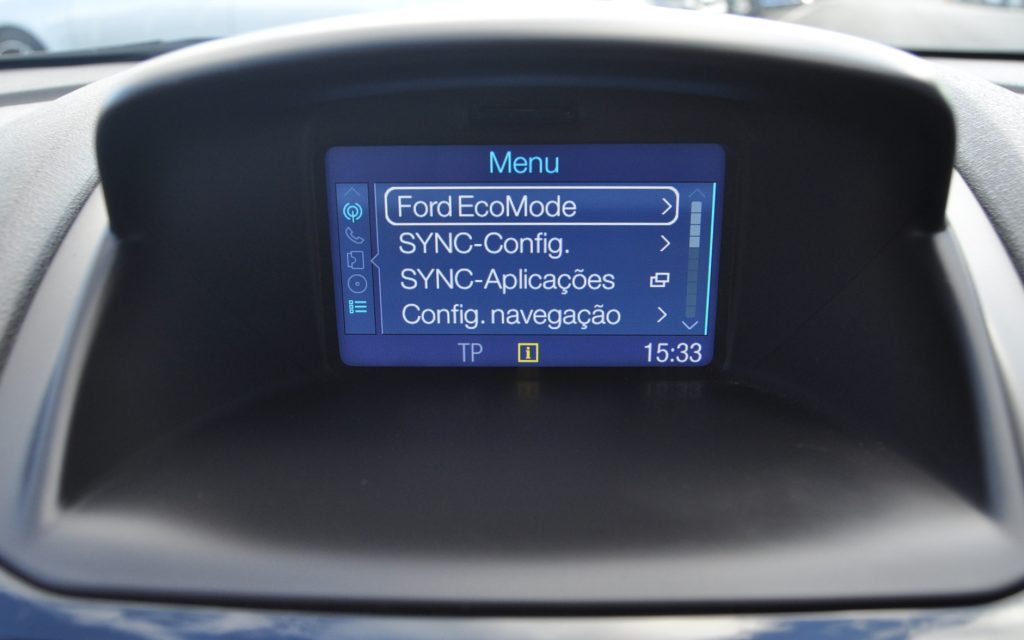 Menu
Ford EcoMode
SYNC-Config.
SYNC-Aplicações
Config. navegação
TP i 15:33